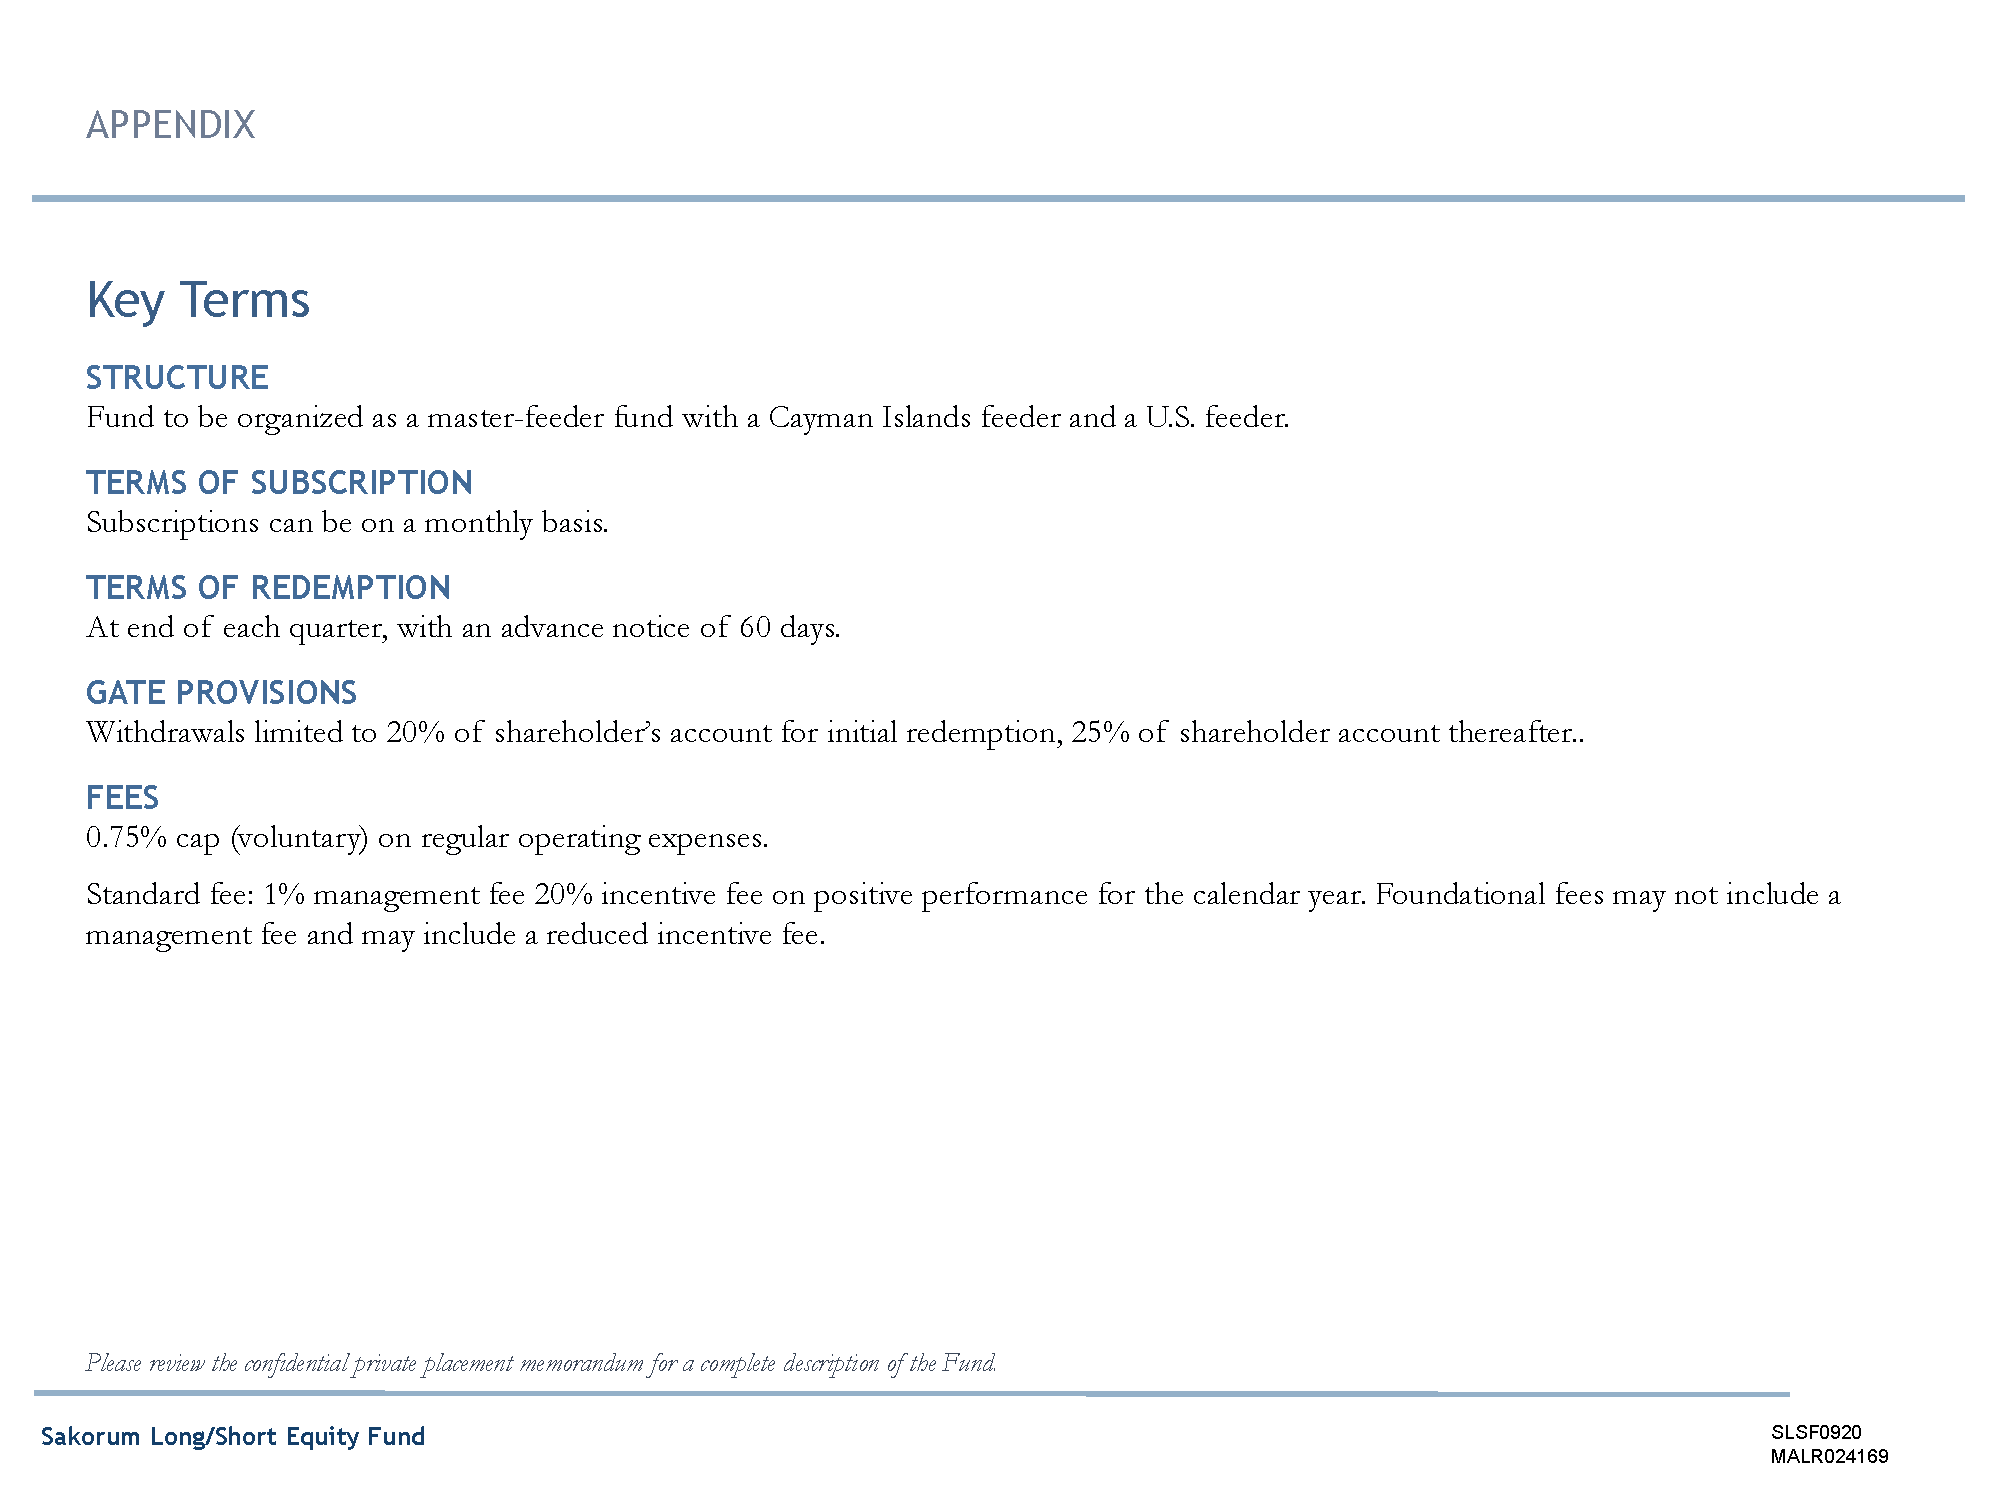 APPENDIX
Key Terms
STRUCTURE
Fund to be organized as a master-feeder fund with a Cayman Islands feeder and a U.S. feeder.
TERMS OF SUBSCRIPTION
Subscriptions can be on a monthly basis.
TERMS OF REDEMPTION
At end of each quarter, with an advance notice of 60 days.
GATE PROVISIONS
Withdrawals limited to 20% of shareholder’s account for initial redemption, 25% of shareholder account thereafter..
FEES
0.75% cap (voluntary) on regular operating expenses.
Standard fee: 1% management fee 20% incentive fee on positive performance for the calendar year. Foundational fees may not include a
management fee and may include a reduced incentive fee.
Please review the confidential private placement memorandum for a complete description of the Fund.
Sakorum Long/Short Equity Fund
SLSF0920
MALR024169